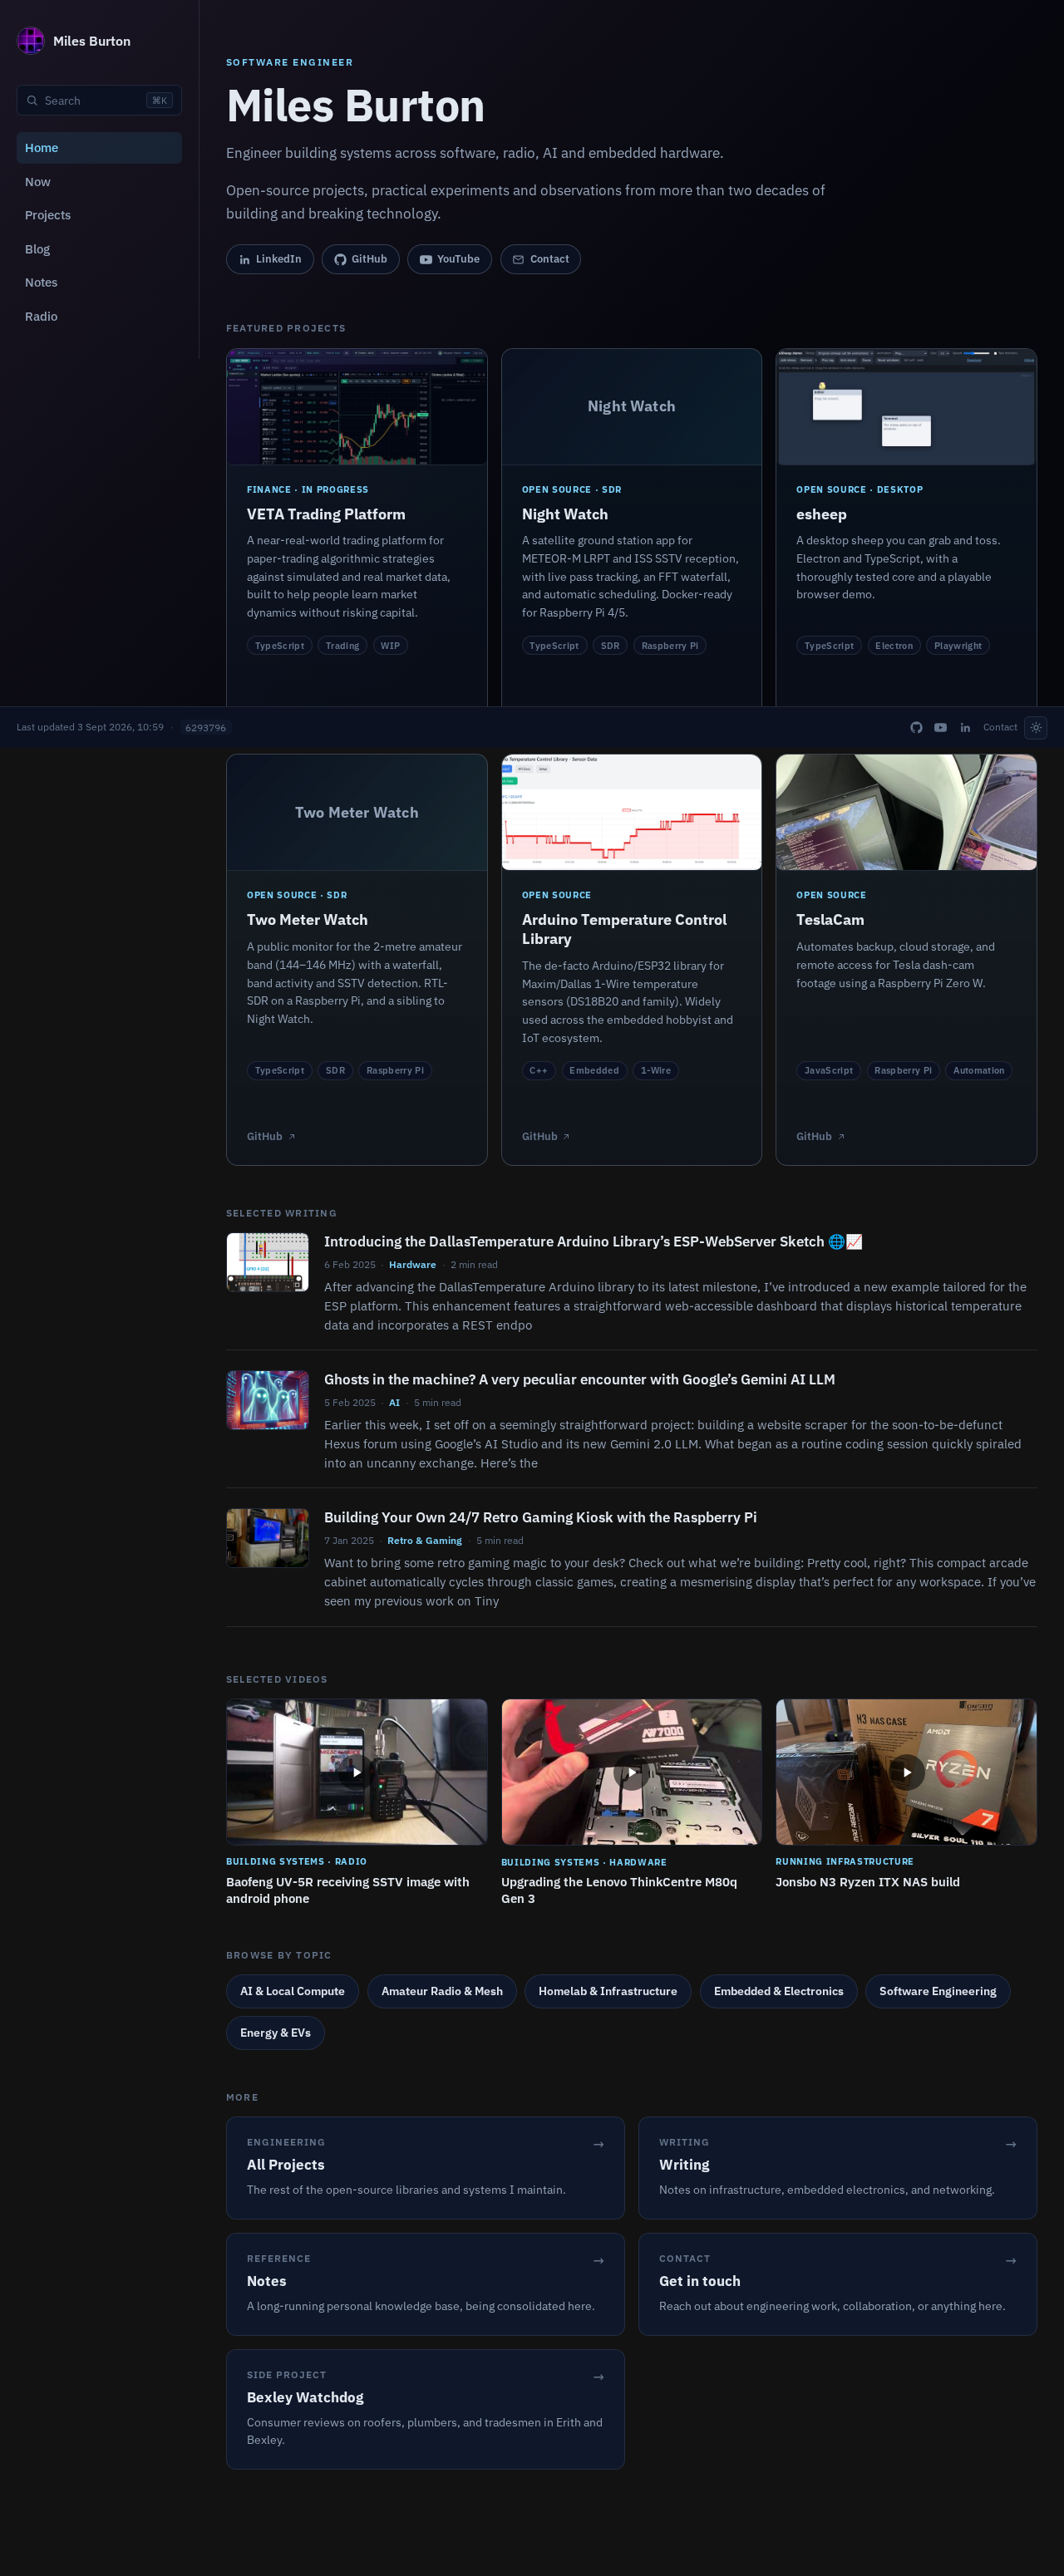 Miles Burton
Search
⌘K
Home
Now
Projects
Blog
Notes
Radio
SOFTWARE ENGINEER
Miles Burton
Engineer building systems across software, radio, AI and embedded hardware.
Open-source projects, practical experiments and observations from more than two decades of
building and breaking technology.
LinkedIn
GitHub
YouTube
Contact
FEATURED PROJECTS
FINANCE · IN PROGRESS
VETA Trading Platform
A near-real-world trading platform for
paper-trading algorithmic strategies
against simulated and real market data,
built to help people learn market
dynamics without risking capital.
TypeScript
Trading
WIP
Night Watch
OPEN SOURCE · SDR
Night Watch
A satellite ground station app for
METEOR-M LRPT and ISS SSTV reception,
with live pass tracking, an FFT waterfall,
and automatic scheduling. Docker-ready
for Raspberry Pi 4/5.
TypeScript
SDR
Raspberry Pi
OPEN SOURCE · DESKTOP
esheep
A desktop sheep you can grab and toss.
Electron and TypeScript, with a
thoroughly tested core and a playable
browser demo.
TypeScript
Electron
Playwright
Last updated 3 Sept 2026, 10:59 · 6293796
Contact
Two Meter Watch
OPEN SOURCE · SDR
Two Meter Watch
A public monitor for the 2-metre amateur
band (144–146 MHz) with a waterfall,
band activity and SSTV detection. RTL-
SDR on a Raspberry Pi, and a sibling to
Night Watch.
TypeScript
SDR
Raspberry Pi
GitHub
Temperature Control Library - Sensor Data
OPEN SOURCE
Arduino Temperature Control
Library
The de-facto Arduino/ESP32 library for
Maxim/Dallas 1-Wire temperature
sensors (DS18B20 and family). Widely
used across the embedded hobbyist and
IoT ecosystem.
C++
Embedded
1-Wire
GitHub
OPEN SOURCE
TeslaCam
Automates backup, cloud storage, and
remote access for Tesla dash-cam
footage using a Raspberry Pi Zero W.
JavaScript
Raspberry Pi
Automation
GitHub
SELECTED WRITING
Introducing the DallasTemperature Arduino Library’s ESP-WebServer Sketch 🌐📈
6 Feb 2025 · Hardware · 2 min read
After advancing the DallasTemperature Arduino library to its latest milestone, I’ve introduced a new example tailored for the
ESP platform. This enhancement features a straightforward web-accessible dashboard that displays historical temperature
data and incorporates a REST endpo
Ghosts in the machine? A very peculiar encounter with Google’s Gemini AI LLM
5 Feb 2025 · AI · 5 min read
Earlier this week, I set off on a seemingly straightforward project: building a website scraper for the soon-to-be-defunct
Hexus forum using Google’s AI Studio and its new Gemini 2.0 LLM. What began as a routine coding session quickly spiraled
into an uncanny exchange. Here’s the
Building Your Own 24/7 Retro Gaming Kiosk with the Raspberry Pi
7 Jan 2025 · Retro & Gaming · 5 min read
Want to bring some retro gaming magic to your desk? Check out what we’re building: Pretty cool, right? This compact arcade
cabinet automatically cycles through classic games, creating a mesmerising display that’s perfect for any workspace. If you’ve
seen my previous work on Tiny
SELECTED VIDEOS
BUILDING SYSTEMS · RADIO
Baofeng UV-5R receiving SSTV image with
android phone
BUILDING SYSTEMS · HARDWARE
Upgrading the Lenovo ThinkCentre M80q
Gen 3
N3 NAS CASE
AMD
RYZEN
7
RUNNING INFRASTRUCTURE
Jonsbo N3 Ryzen ITX NAS build
BROWSE BY TOPIC
AI & Local Compute
Amateur Radio & Mesh
Homelab & Infrastructure
Embedded & Electronics
Software Engineering
Energy & EVs
MORE
ENGINEERING
→
All Projects
The rest of the open-source libraries and systems I maintain.
WRITING
→
Writing
Notes on infrastructure, embedded electronics, and networking.
REFERENCE
→
Notes
A long-running personal knowledge base, being consolidated here.
CONTACT
→
Get in touch
Reach out about engineering work, collaboration, or anything here.
SIDE PROJECT
→
Bexley Watchdog
Consumer reviews on roofers, plumbers, and tradesmen in Erith and
Bexley.